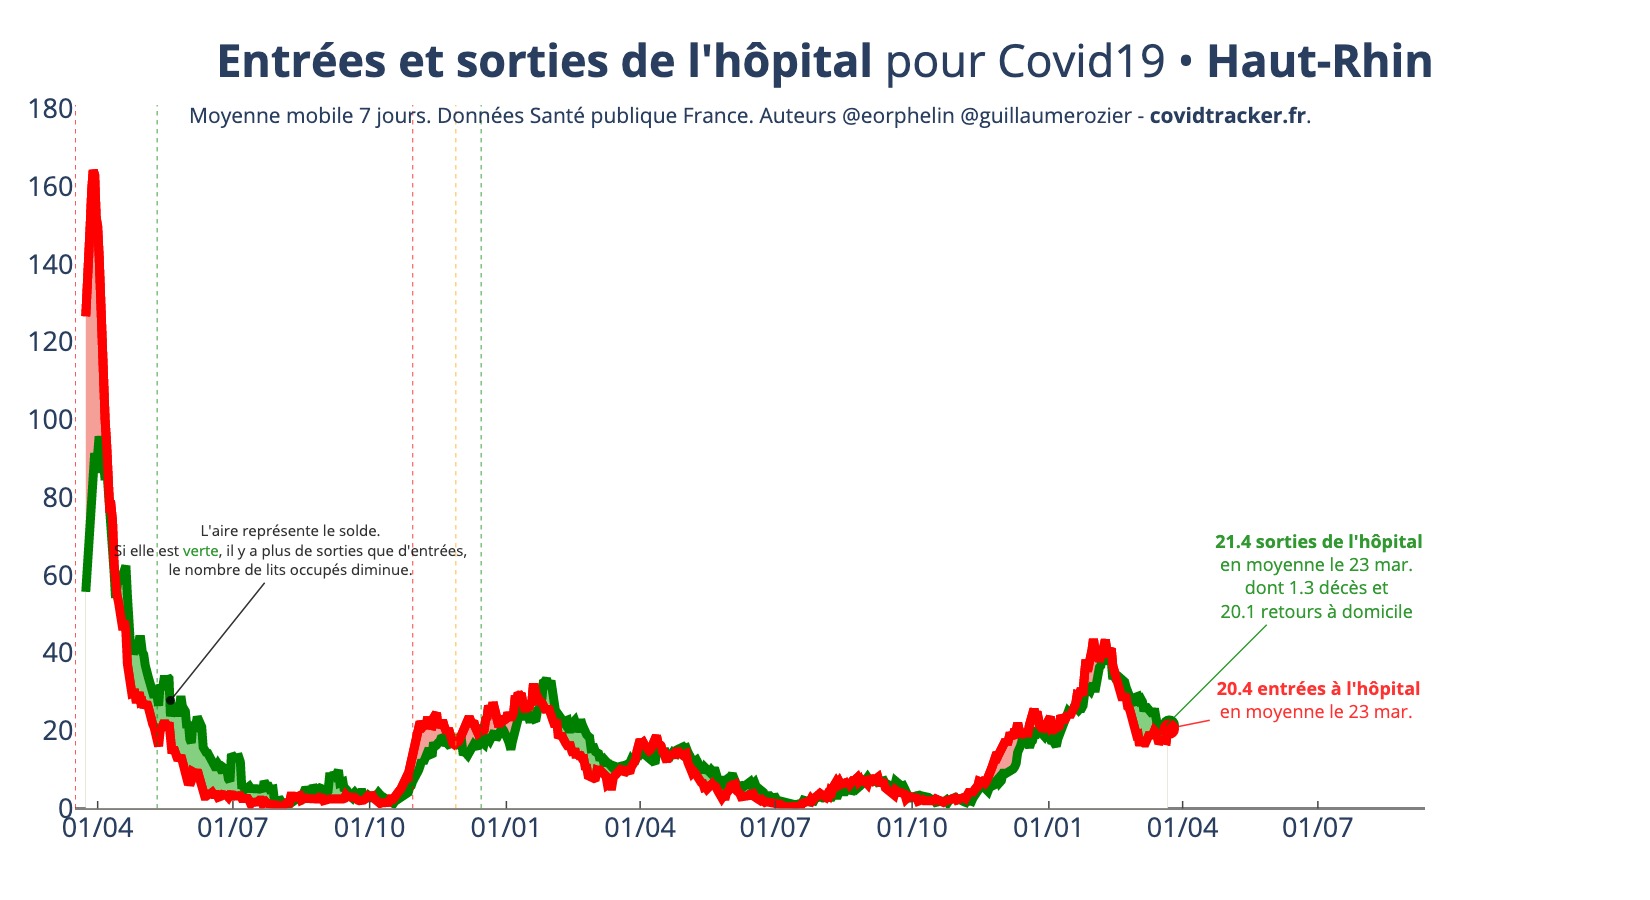 Entrées et sorties de l'hôpital pour Covid19 • Haut-Rhin
Moyenne mobile 7 jours. Données Santé publique France. Auteurs @eorphelin @guillaumerozier - covidtracker.fr.
180
160
140
120
100
80
60
40
20
0
L'aire représente le solde.
Si elle est verte, il y a plus de sorties que d'entrées,
le nombre de lits occupés diminue.
21.4 sorties de l'hôpital
en moyenne le 23 mar.
dont 1.3 décès et
20.1 retours à domicile
20.4 entrées à l'hôpital
en moyenne le 23 mar.
01/04 01/07 01/10 01/01 01/04 01/07 01/10 01/01 01/04 01/07